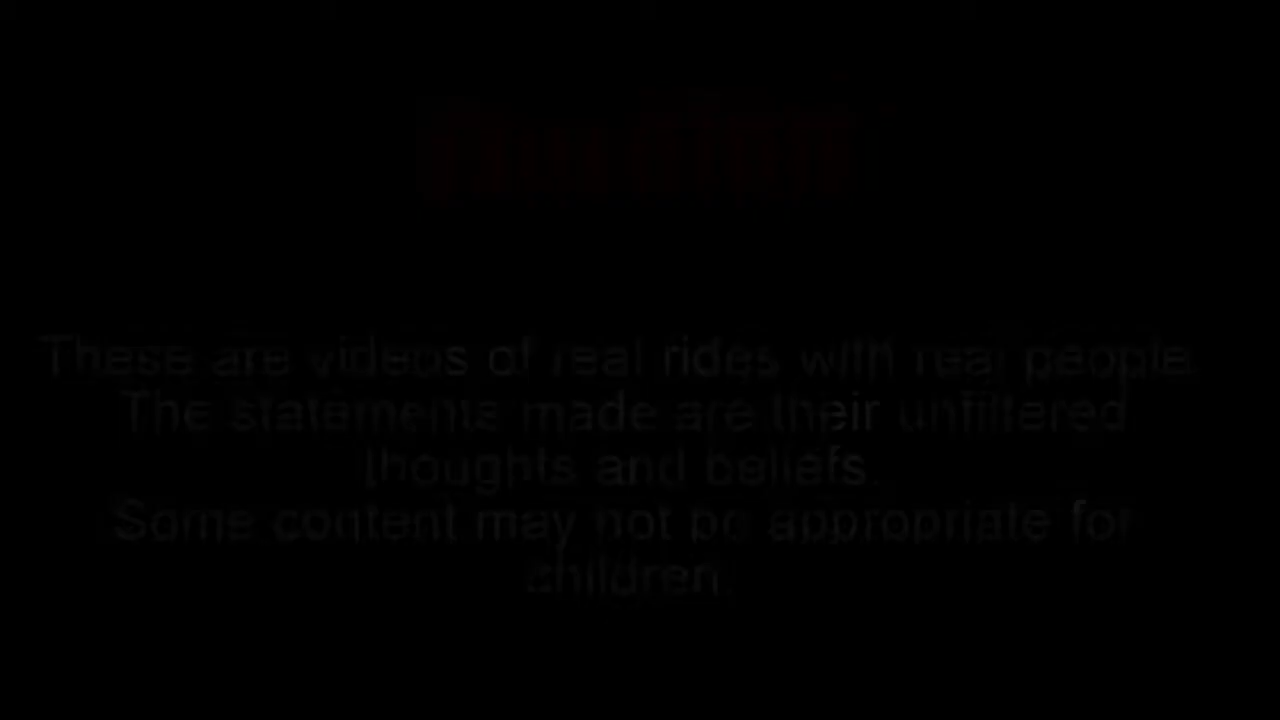 These are videos of real rides with real people.
The statements made are their unfiltered
thoughts and beliefs.
Some content may not be appropriate for
children.